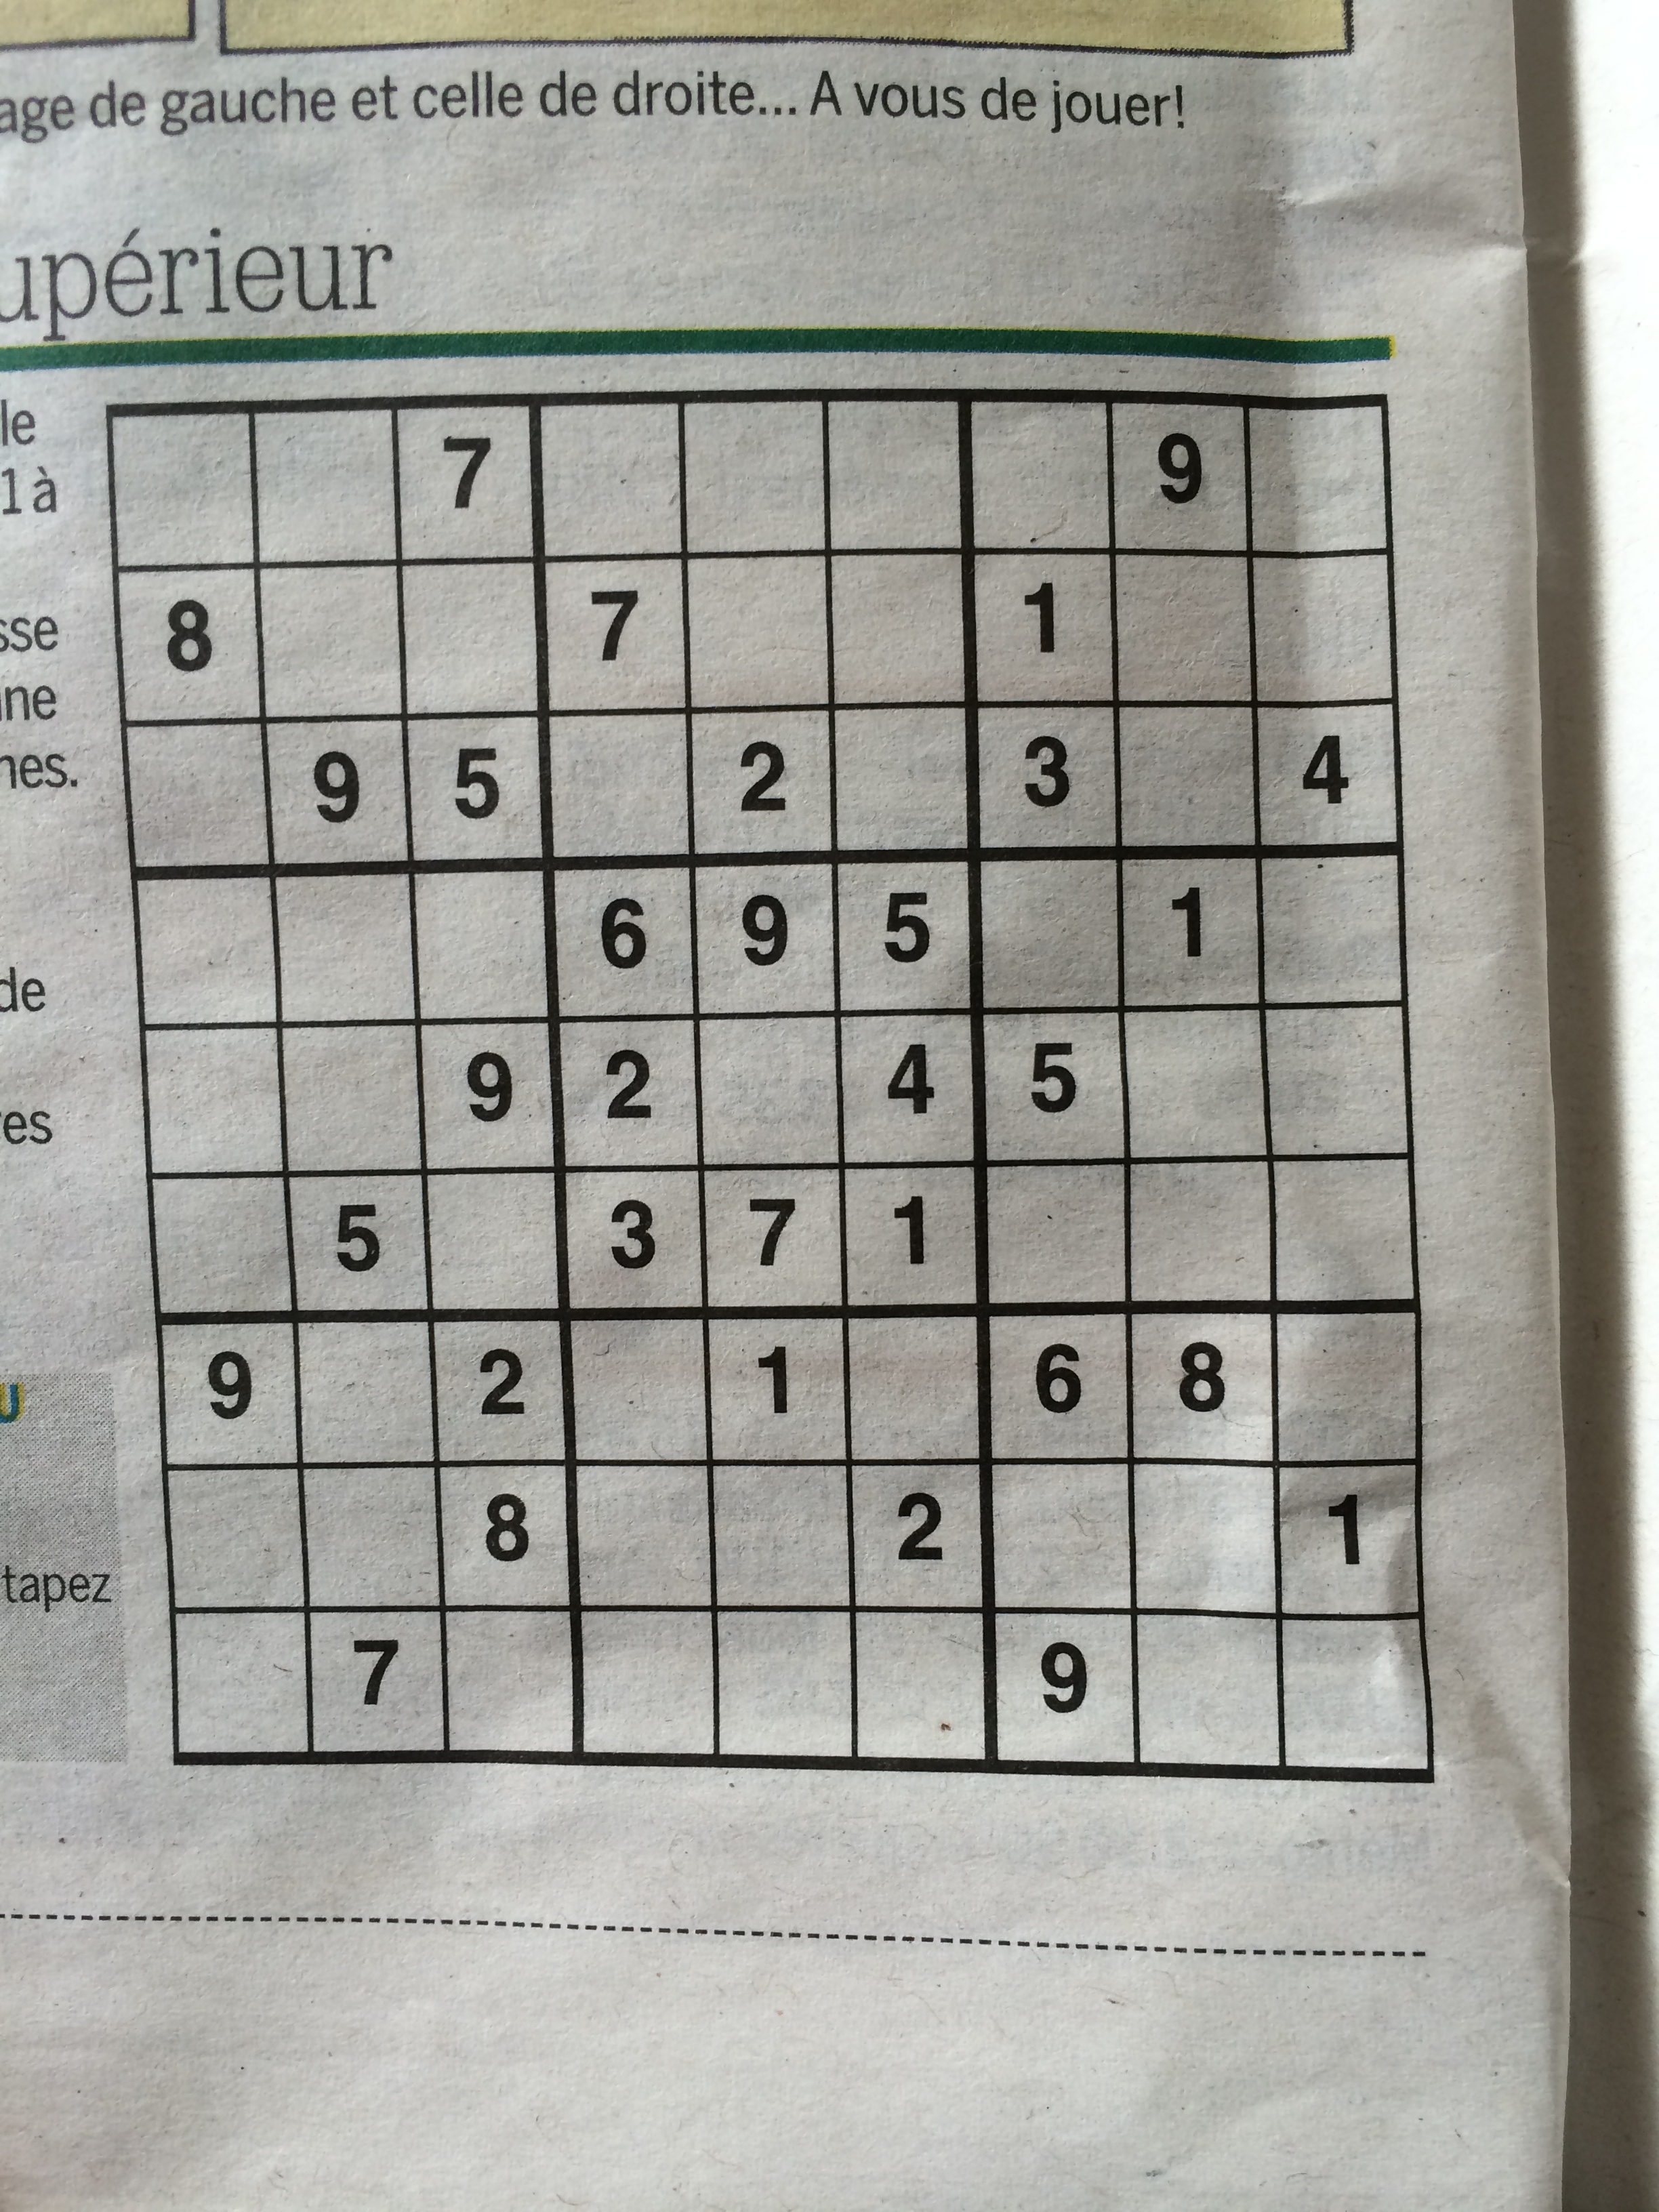 age de gauche et celle de droite... A vous de jouer!
upérieur
le
1 à
sse
ne
nes.
de
res
U
tapez
7 9
8 7 1
9 5 2 3 4
6 9 5 1
9 2 4 5
5 3 7 1
9 2 1 6 8
8 2 1
7 9